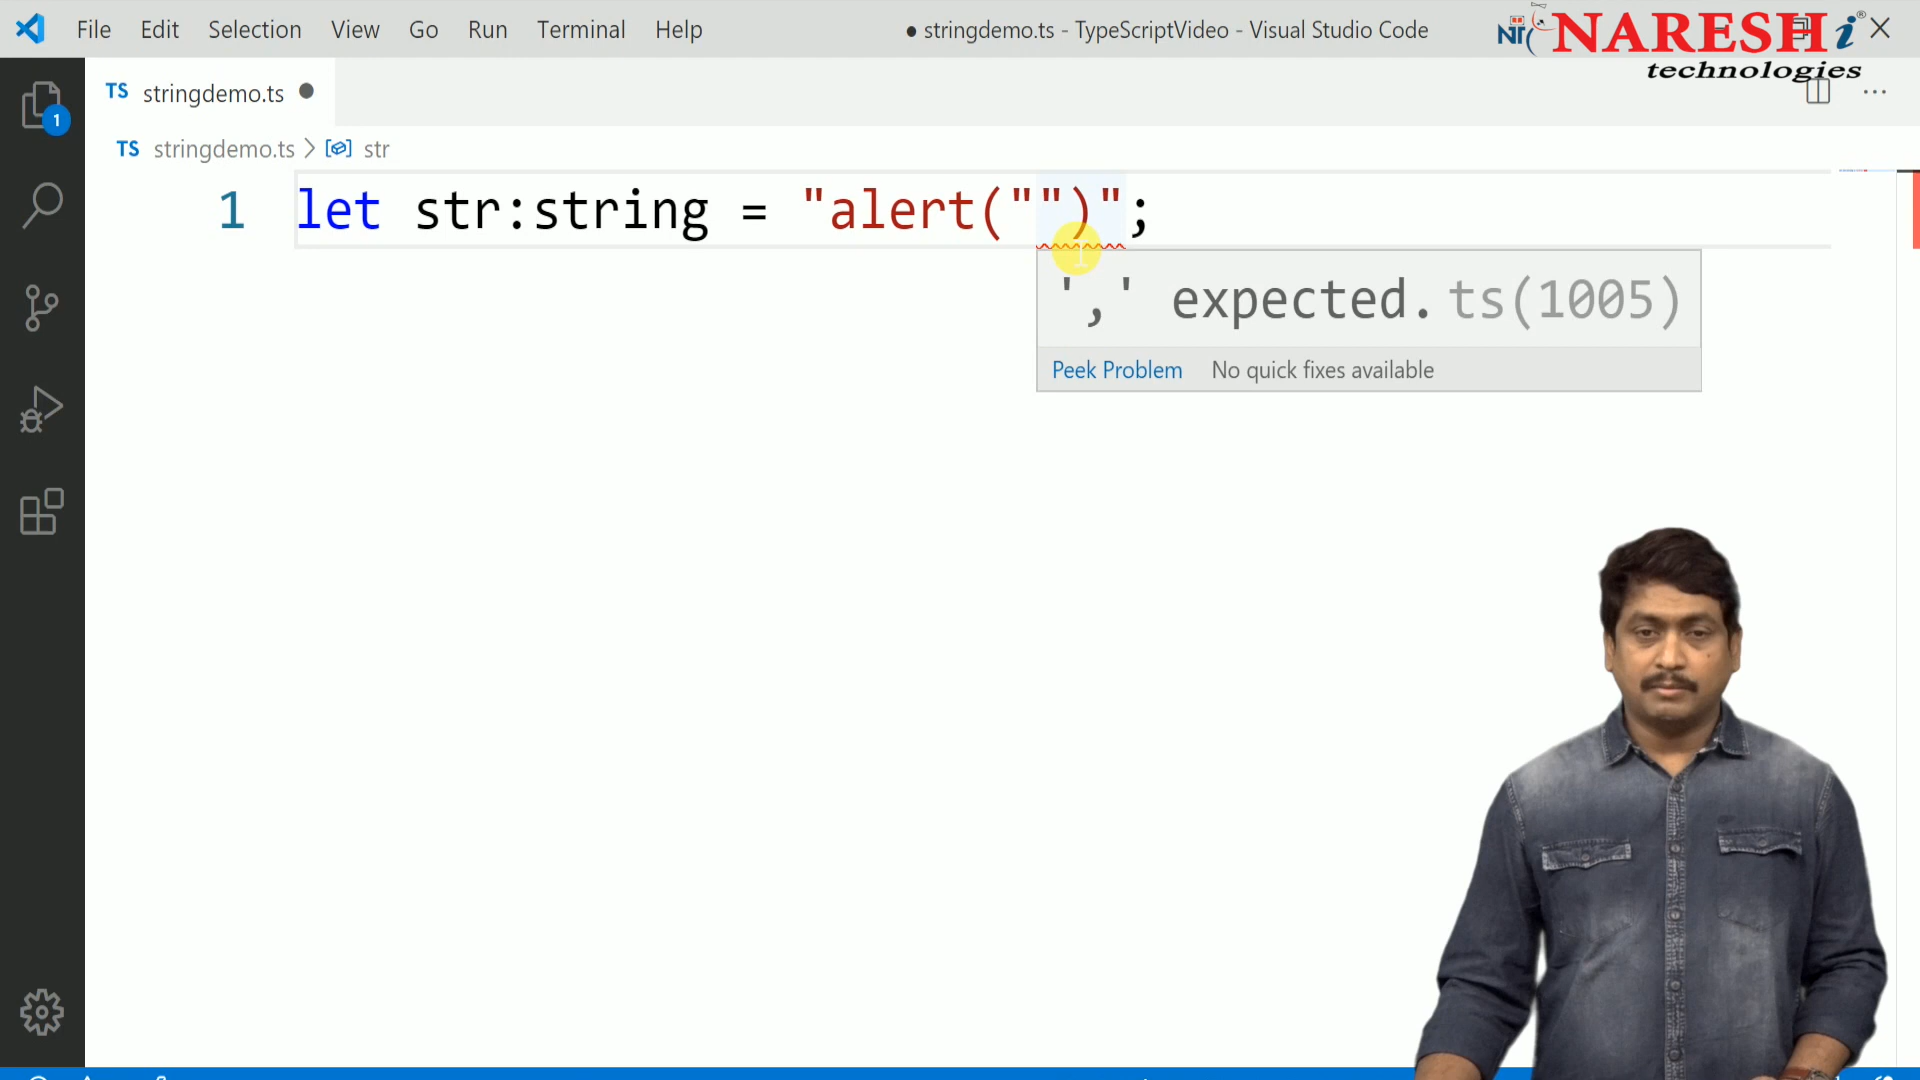 File Edit Selection View Go Run Terminal Help
● stringdemo.ts - TypeScriptVideo - Visual Studio Code
NARESH i ®
technologies
TS stringdemo.ts
1
TS stringdemo.ts > str
1 let str:string = "alert("")";
',' expected. ts(1005)
Peek Problem No quick fixes available